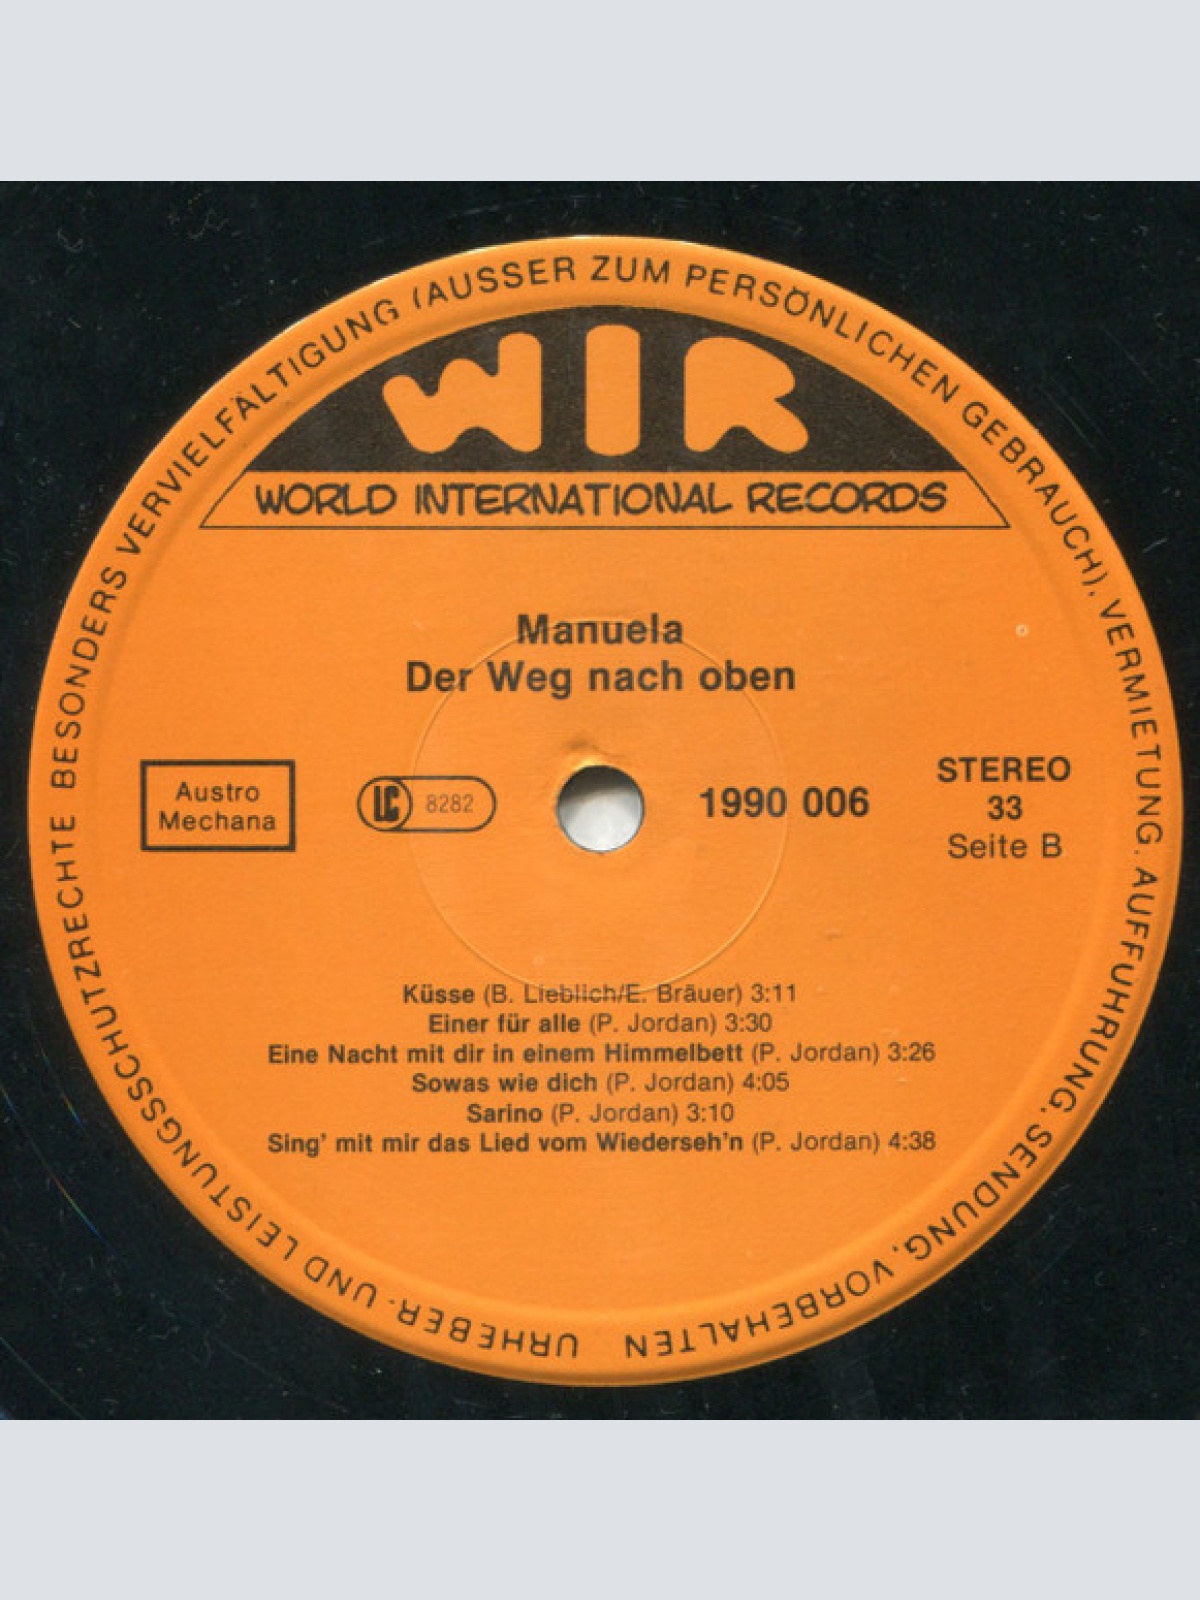 URHEBER- UND LEISTUNGSSCHUTZRECHTE BESONDERS VERVIELFÄLTIGUNG (AUSSER ZUM PERSÖNLICHEN GEBRAUCH), VERMIETUNG. AUFFÜHRUNG. SENDUNG. VORBEHALTEN
WIR
WORLD INTERNATIONAL RECORDS
Manuela
Der Weg nach oben
Austro
Mechana
LC 8282
1990 006
STEREO
33
Seite B
Küsse (B. Lieblich/E. Bräuer) 3:11
Einer für alle (P. Jordan) 3:30
Eine Nacht mit dir in einem Himmelbett (P. Jordan) 3:26
Sowas wie dich (P. Jordan) 4:05
Sarino (P. Jordan) 3:10
Sing' mit mir das Lied vom Wiederseh'n (P. Jordan) 4:38